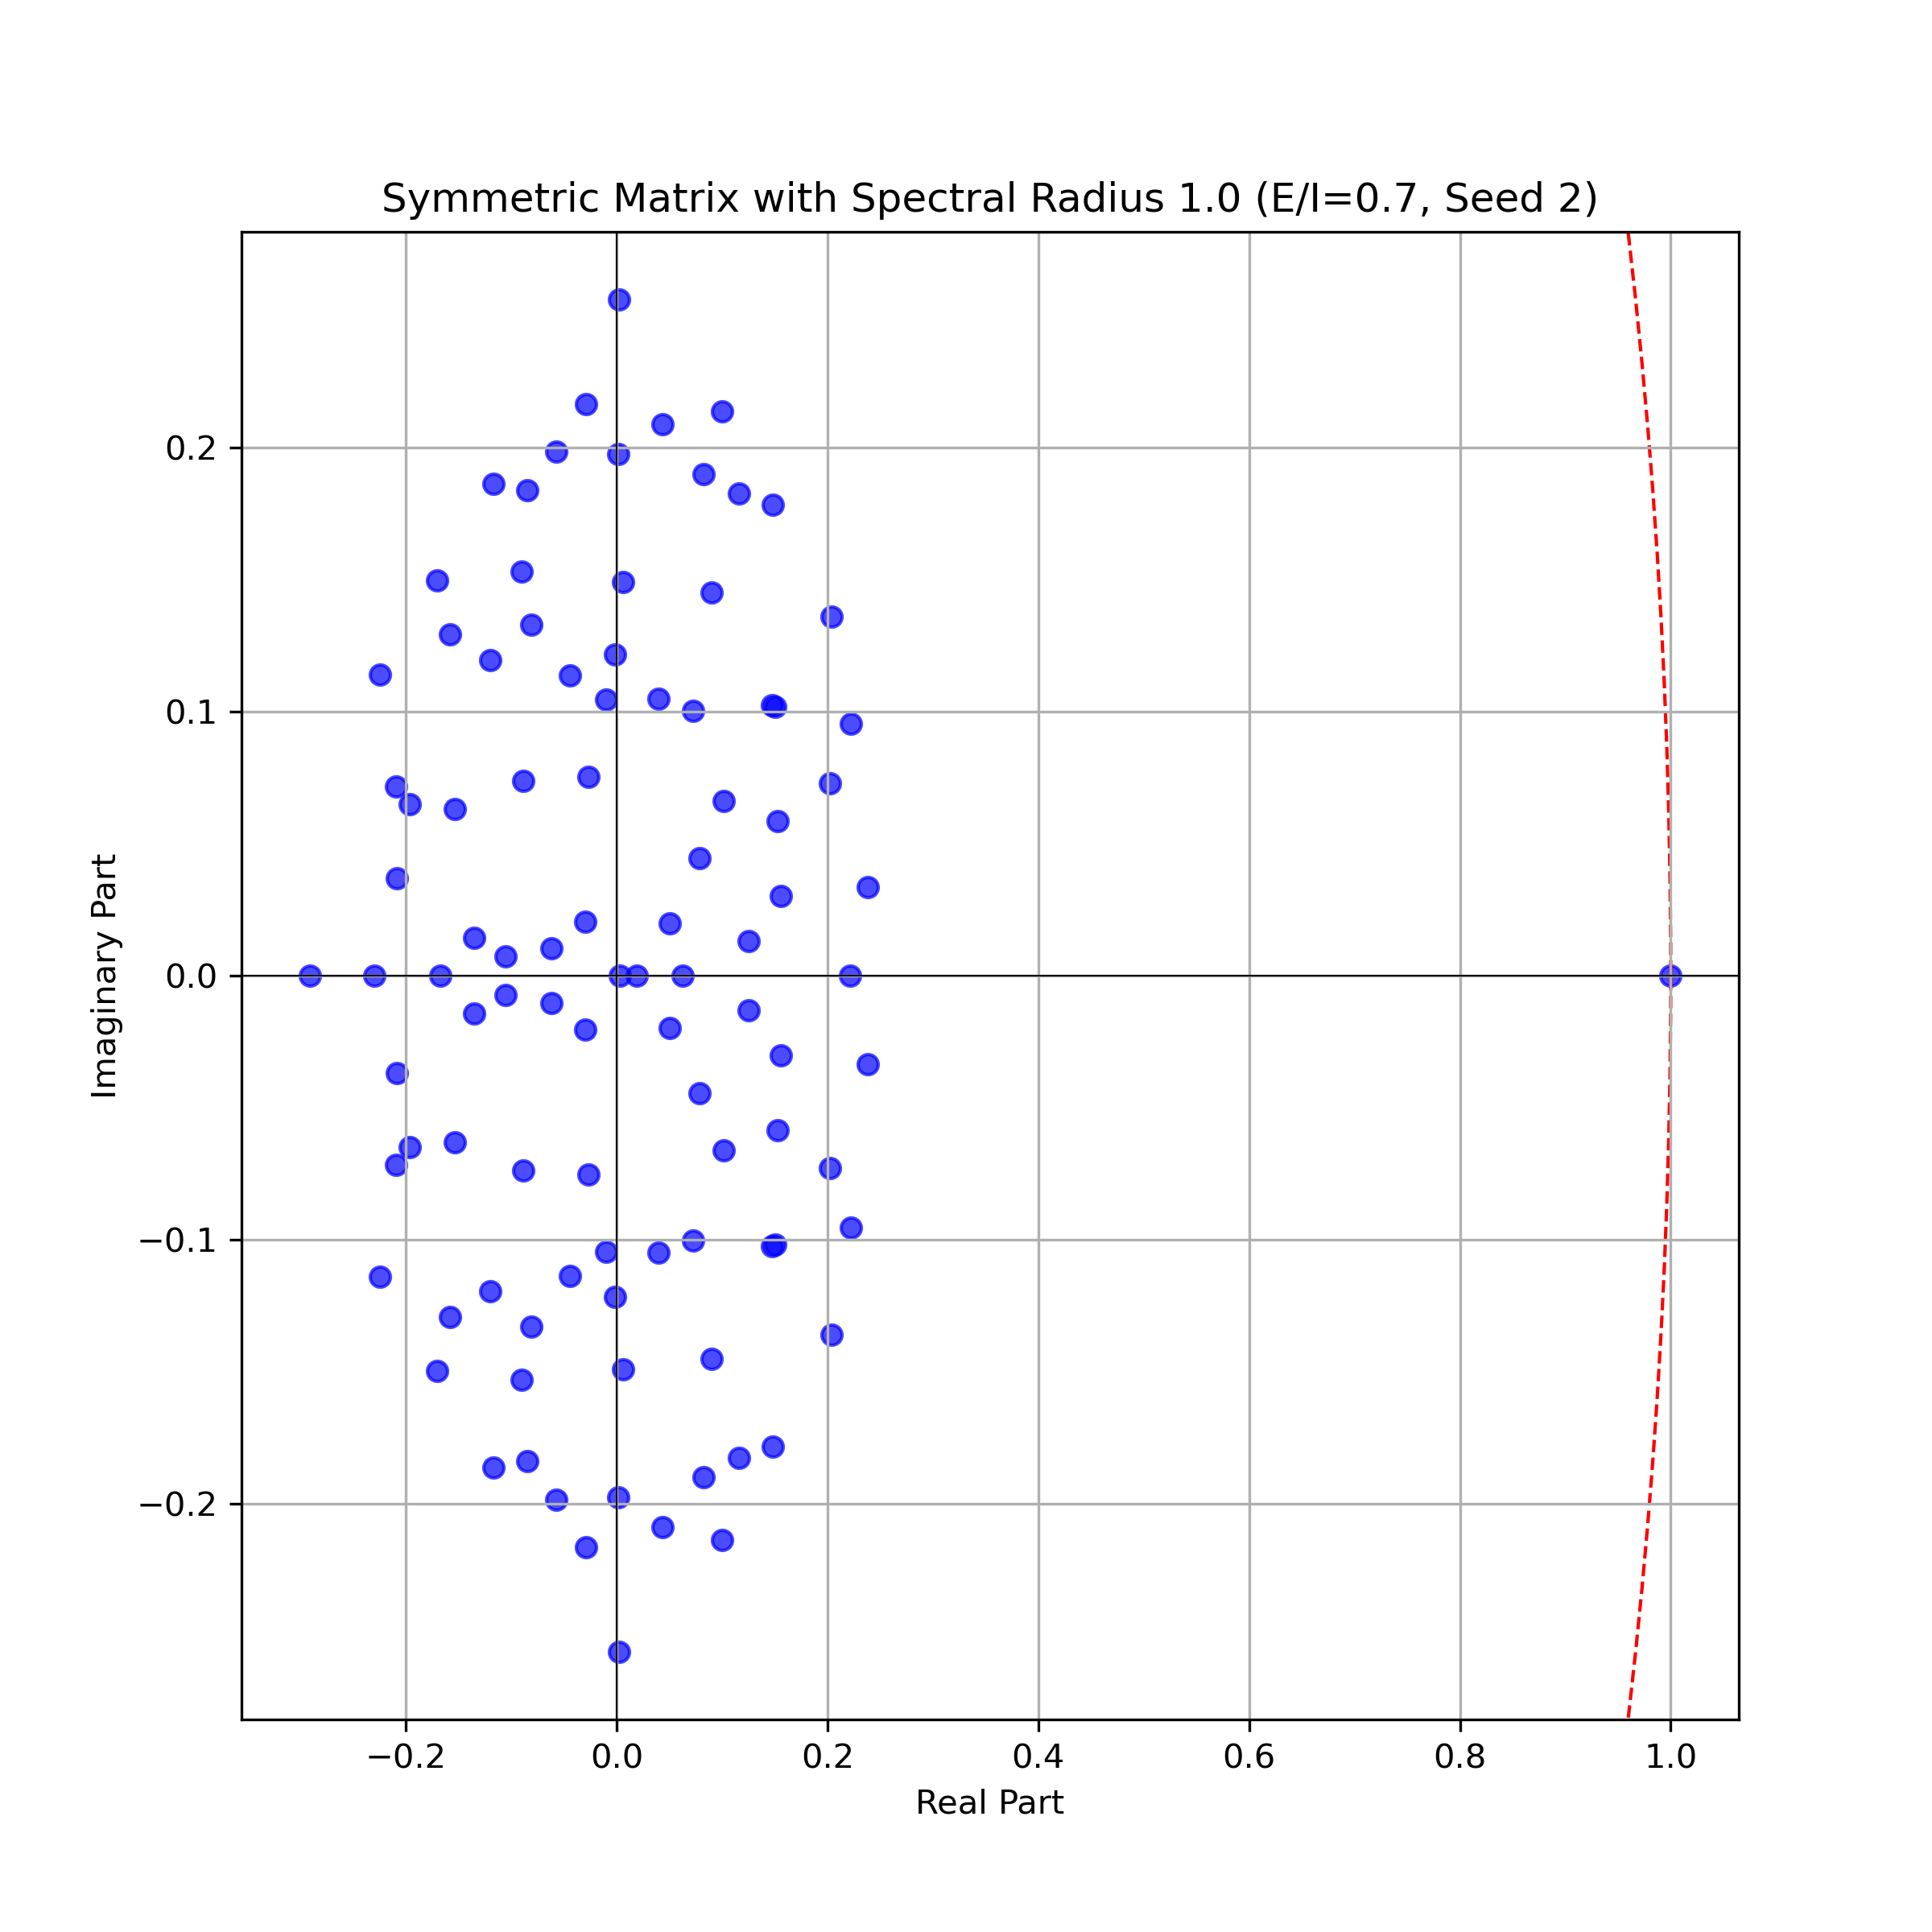 Symmetric Matrix with Spectral Radius 1.0 (E/I=0.7, Seed 2)
Imaginary Part
0.2
0.1
0.0
−0.1
−0.2
−0.2 0.0 0.2 0.4 0.6 0.8 1.0
Real Part